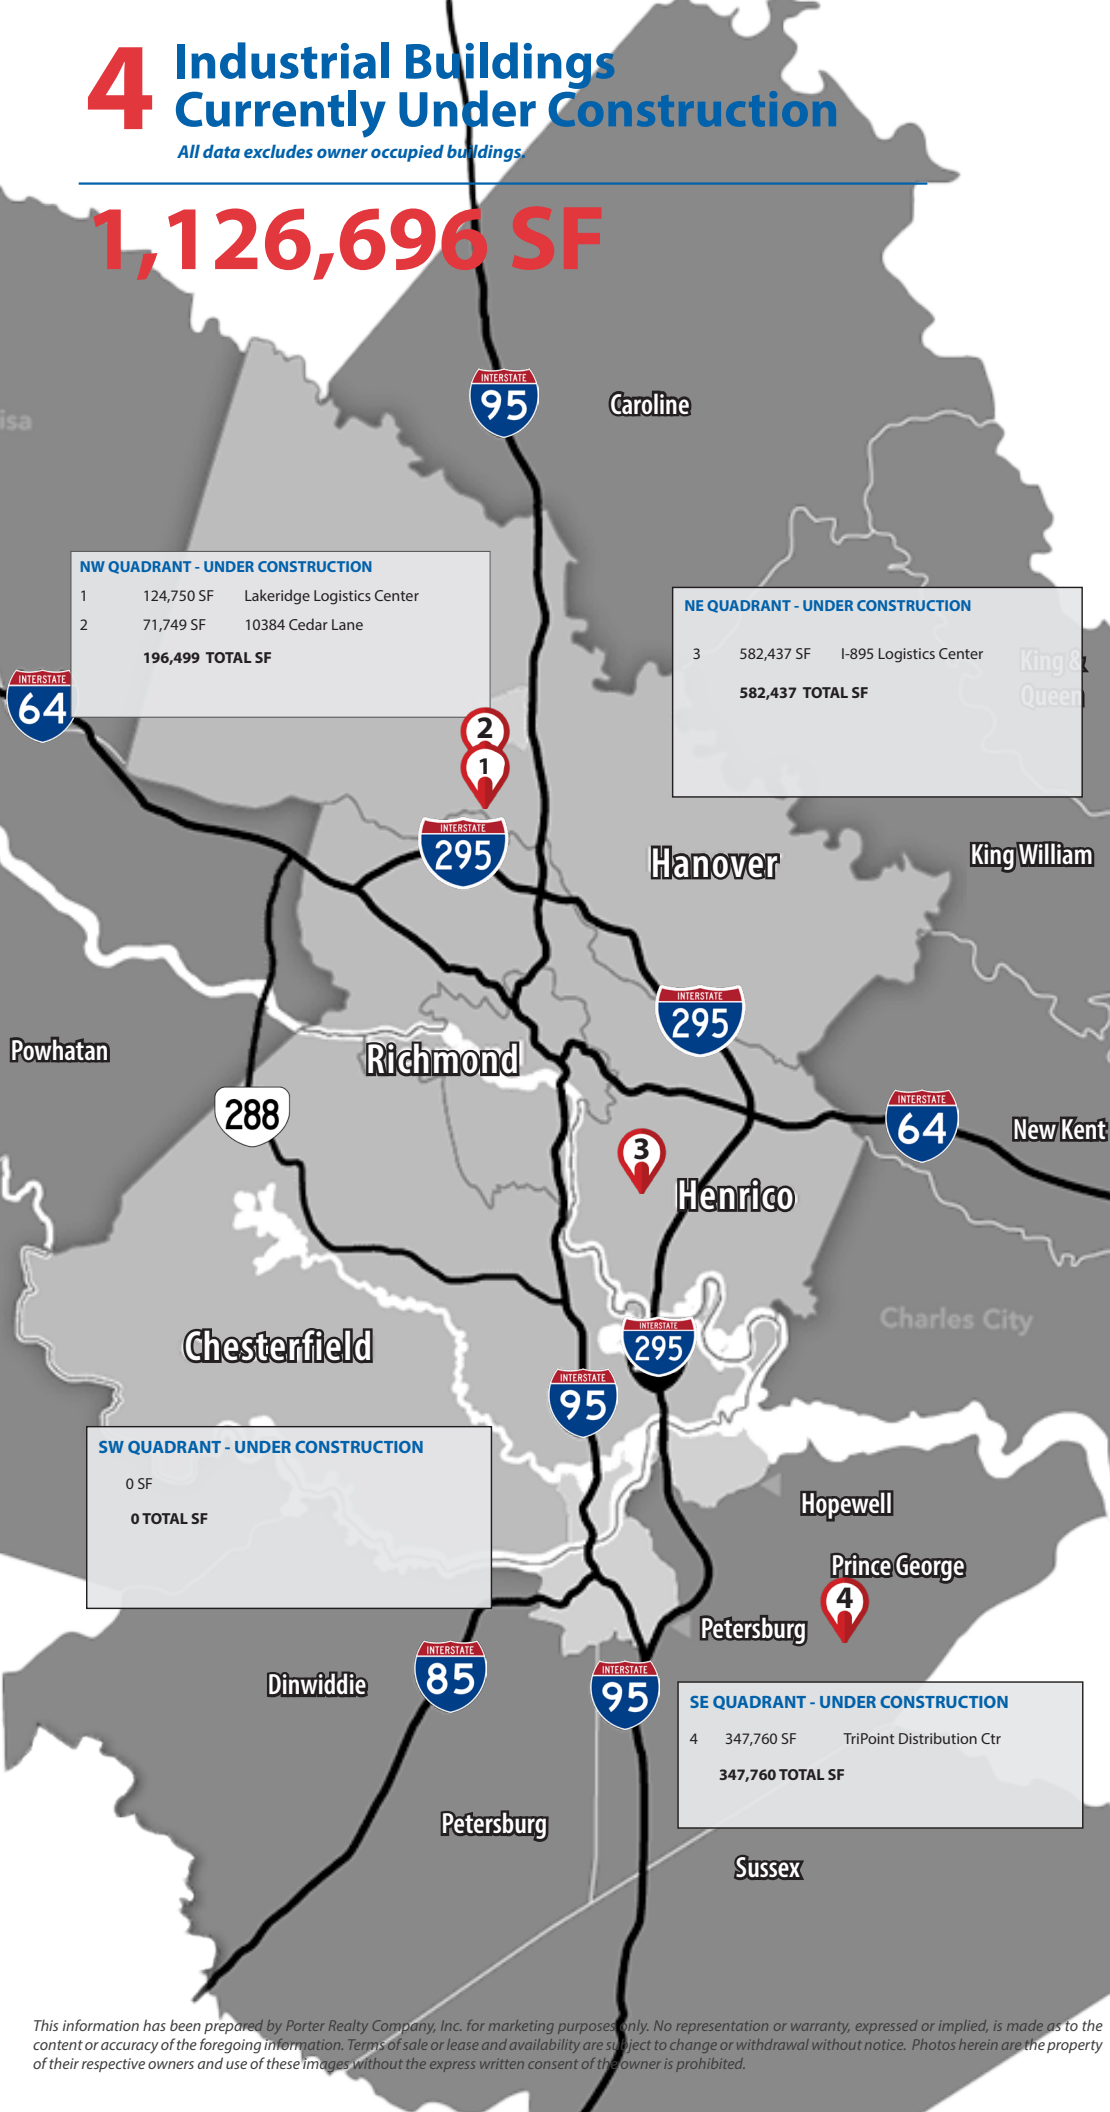 4 Industrial Buildings
Currently Under Construction
All data excludes owner occupied buildings.
1,126,696 SF
INTERSTATE
95
Caroline
isa
NW QUADRANT - UNDER CONSTRUCTION
1 124,750 SF Lakeridge Logistics Center
2 71,749 SF 10384 Cedar Lane
196,499 TOTAL SF
NE QUADRANT - UNDER CONSTRUCTION
3 582,437 SF I-895 Logistics Center
582,437 TOTAL SF
King &
Queen
INTERSTATE
64
2
1
INTERSTATE
295
Hanover
King William
INTERSTATE
295
Powhatan
Richmond
288
INTERSTATE
64
New Kent
3
Henrico
Charles City
INTERSTATE
295
Chesterfield
INTERSTATE
95
SW QUADRANT - UNDER CONSTRUCTION
0 SF
0 TOTAL SF
Hopewell
Prince George
4
Petersburg
INTERSTATE
85
Dinwiddie
INTERSTATE
95
SE QUADRANT - UNDER CONSTRUCTION
4 347,760 SF TriPoint Distribution Ctr
347,760 TOTAL SF
Petersburg
Sussex
This information has been prepared by Porter Realty Company, Inc. for marketing purposes only. No representation or warranty, expressed or implied, is made as to the
content or accuracy of the foregoing information. Terms of sale or lease and availability are subject to change or withdrawal without notice. Photos herein are the property
of their respective owners and use of these images without the express written consent of the owner is prohibited.